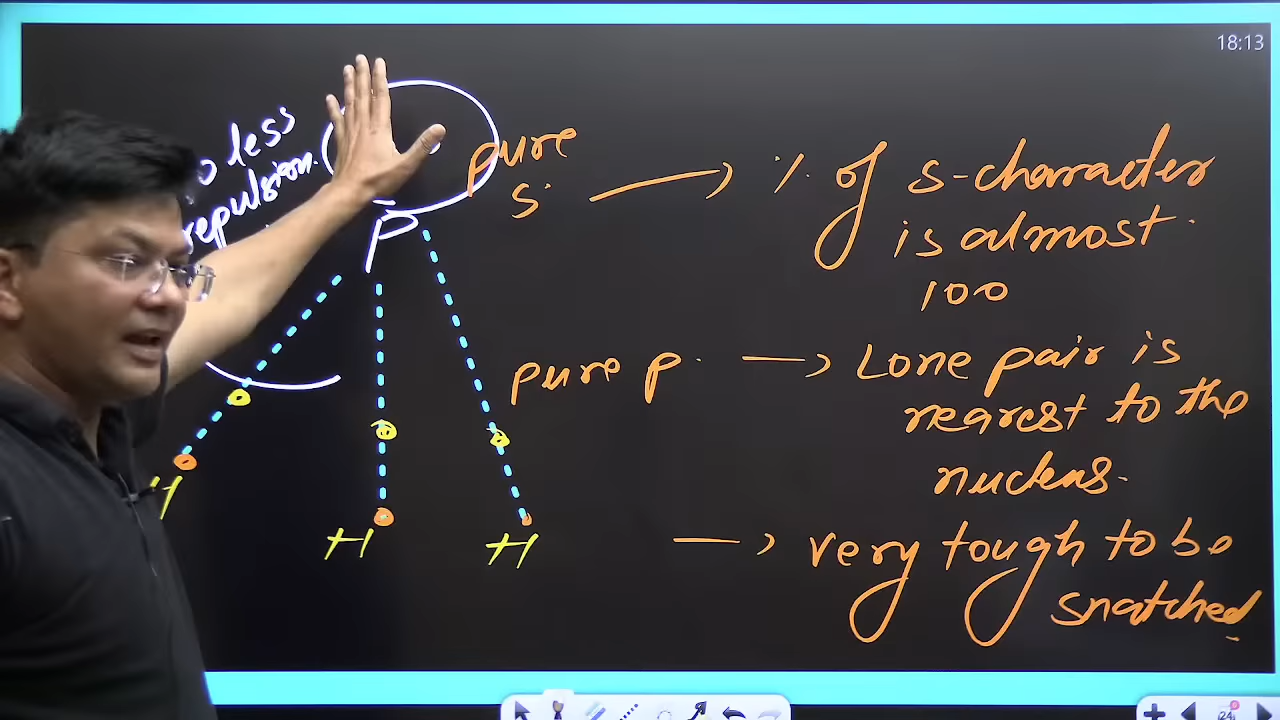 18:13
less
repulsion.
pure
s
% of s-character
is almost
100
P
pure p. → Lone pair is
nearest to the
nucleus.
→ very tough to be
snatched
H
H H
24